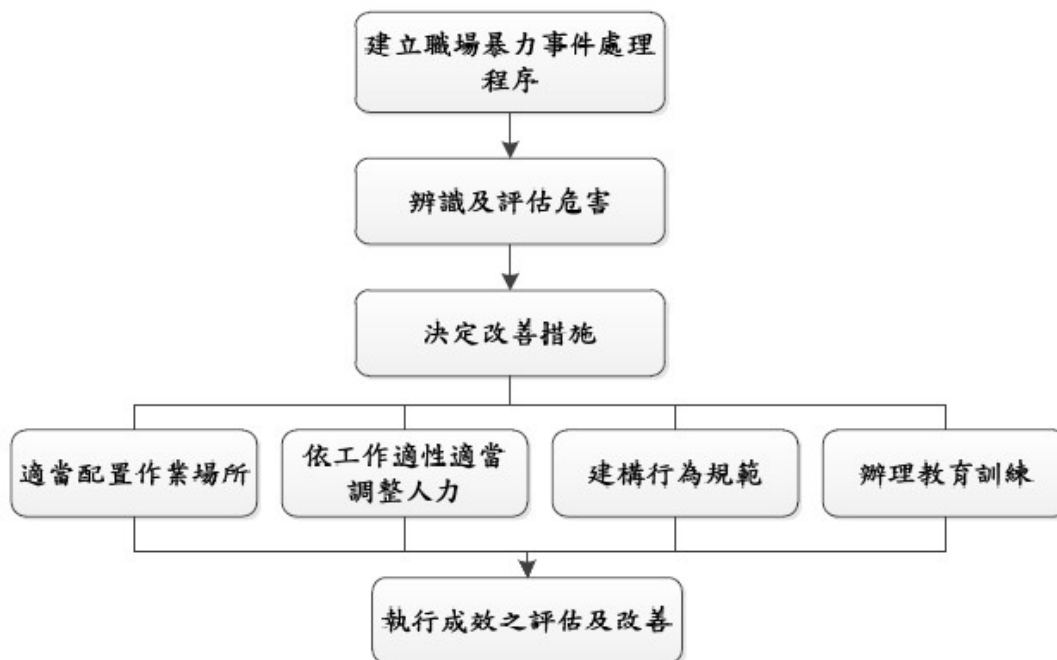 建立職場暴力事件處理
程序
辨識及評估危害
決定改善措施
適當配置作業場所
依工作適性適當
調整人力
建構行為規範
辦理教育訓練
執行成效之評估及改善